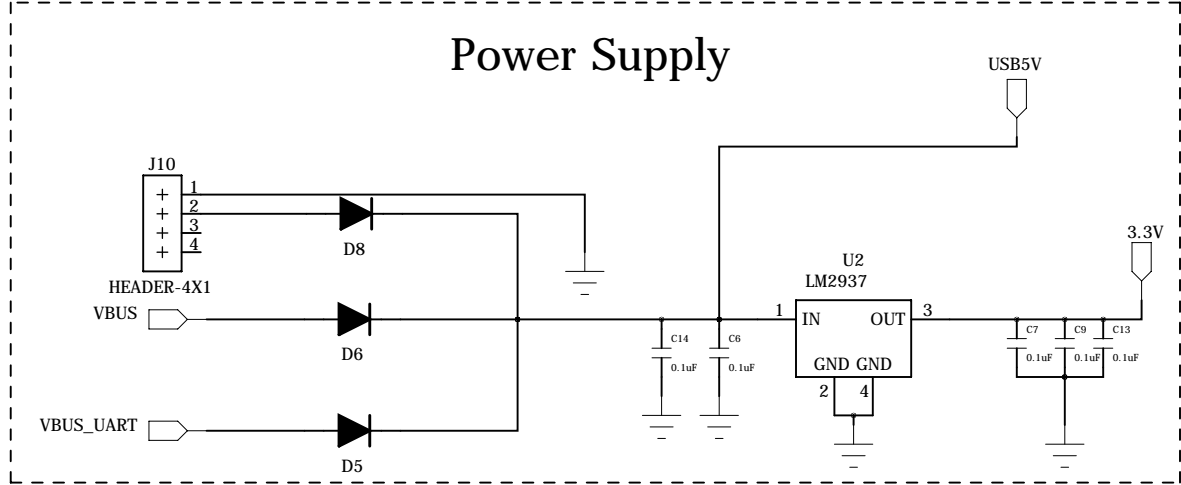 Power Supply
USB5V
J10
1
2
3
4
D8
HEADER-4X1
3.3V
U2
LM2937
VBUS
D6
1
IN
OUT
3
C14
0.1uF
C6
0.1uF
C7
0.1uF
C9
0.1uF
C13
0.1uF
GND GND
2
4
VBUS_UART
D5